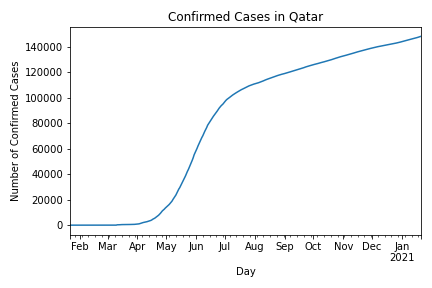 Confirmed Cases in Qatar
140000
120000
100000
80000
60000
40000
20000
0
Number of Confirmed Cases
Feb Mar Apr May Jun Jul Aug Sep Oct Nov Dec Jan
2021
Day